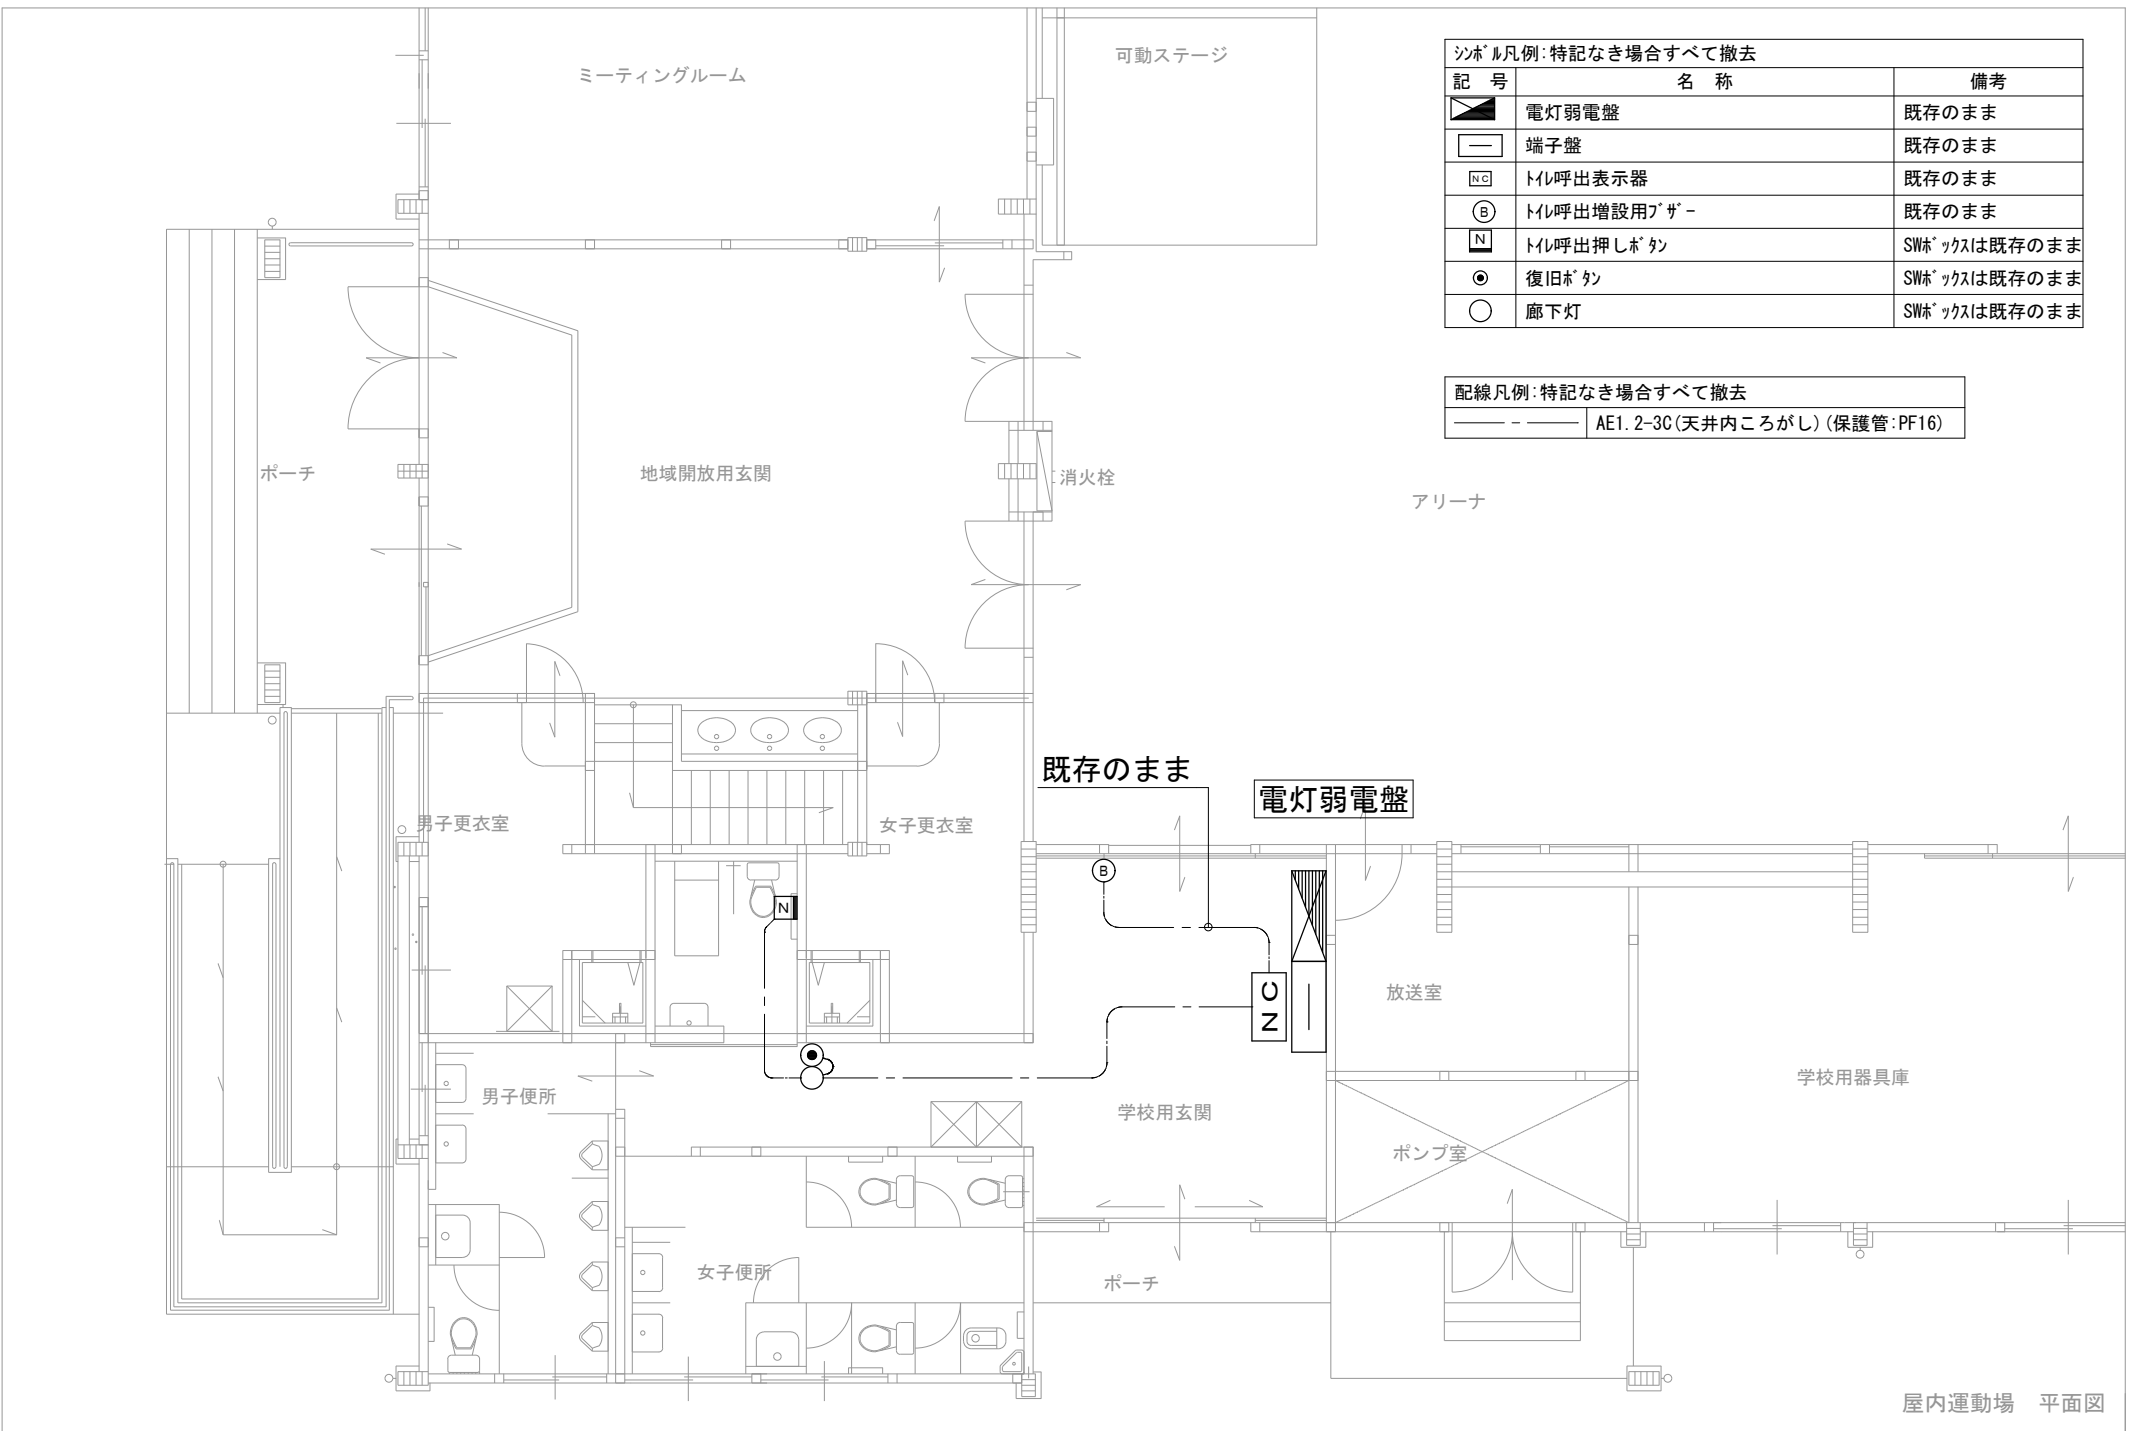 ミーティングルーム
可動ステージ
シンボル凡例:特記なき場合すべて撤去
記 号 名 称 備考
電灯弱電盤 既存のまま
端子盤 既存のまま
NC トイレ呼出表示器 既存のまま
B トイレ呼出増設用ブザー 既存のまま
N トイレ呼出押しボタン SWボックスは既存のまま
復旧ボタン SWボックスは既存のまま
廊下灯 SWボックスは既存のまま
配線凡例:特記なき場合すべて撤去
AE1.2-3C(天井内ころがし)(保護管:PF16)
ポーチ
地域開放用玄関
消火栓
アリーナ
既存のまま
電灯弱電盤
男子更衣室
女子更衣室
B
N
NC
放送室
男子便所
学校用玄関
学校用器具庫
ポンプ室
女子便所
ポーチ
屋内運動場 平面図